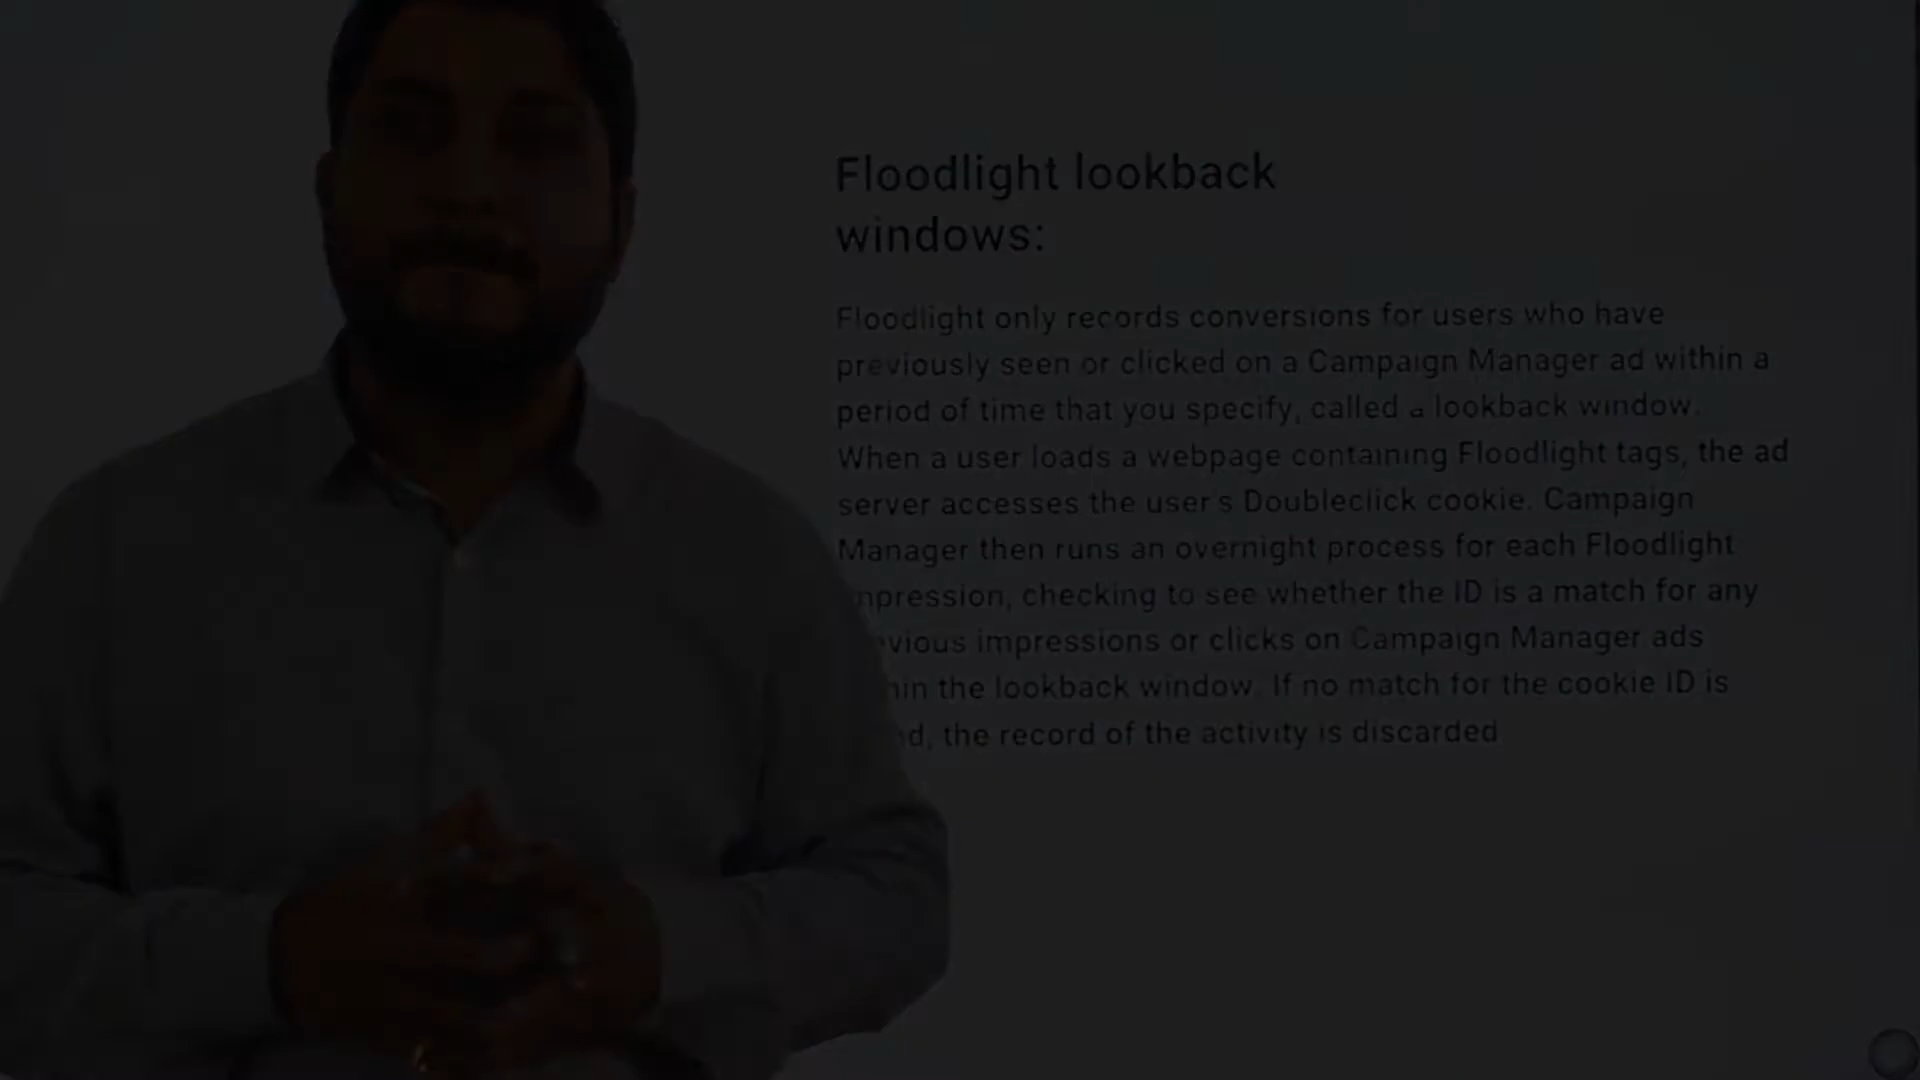 Floodlight lookback
windows:
Floodlight only records conversions for users who have
previously seen or clicked on a Campaign Manager ad within a
period of time that you specify, called a lookback window.
When a user loads a webpage containing Floodlight tags, the ad
server accesses the user's Doubleclick cookie. Campaign
Manager then runs an overnight process for each Floodlight
mpression, checking to see whether the ID is a match for any
vious impressions or clicks on Campaign Manager ads
hin the lookback window. If no match for the cookie ID is
d, the record of the activity is discarded